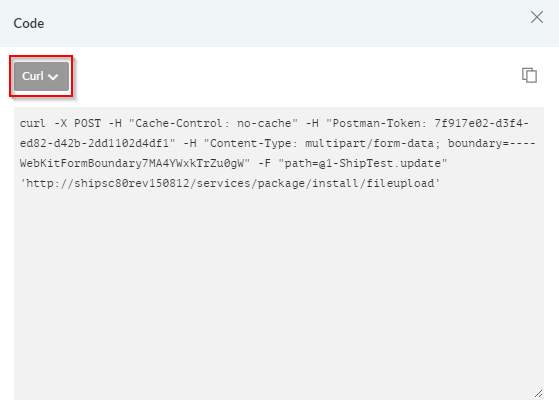 Code
Curl
curl -X POST -H "Cache-Control: no-cache" -H "Postman-Token: 7f917e02-d3f4-
ed82-d42b-2dd1102d4df1" -H "Content-Type: multipart/form-data; boundary=----
WebKitFormBoundary7MA4YWxkTrZu0gW" -F "path=@1-ShipTest.update"
'http://shipsc80rev150812/services/package/install/fileupload'